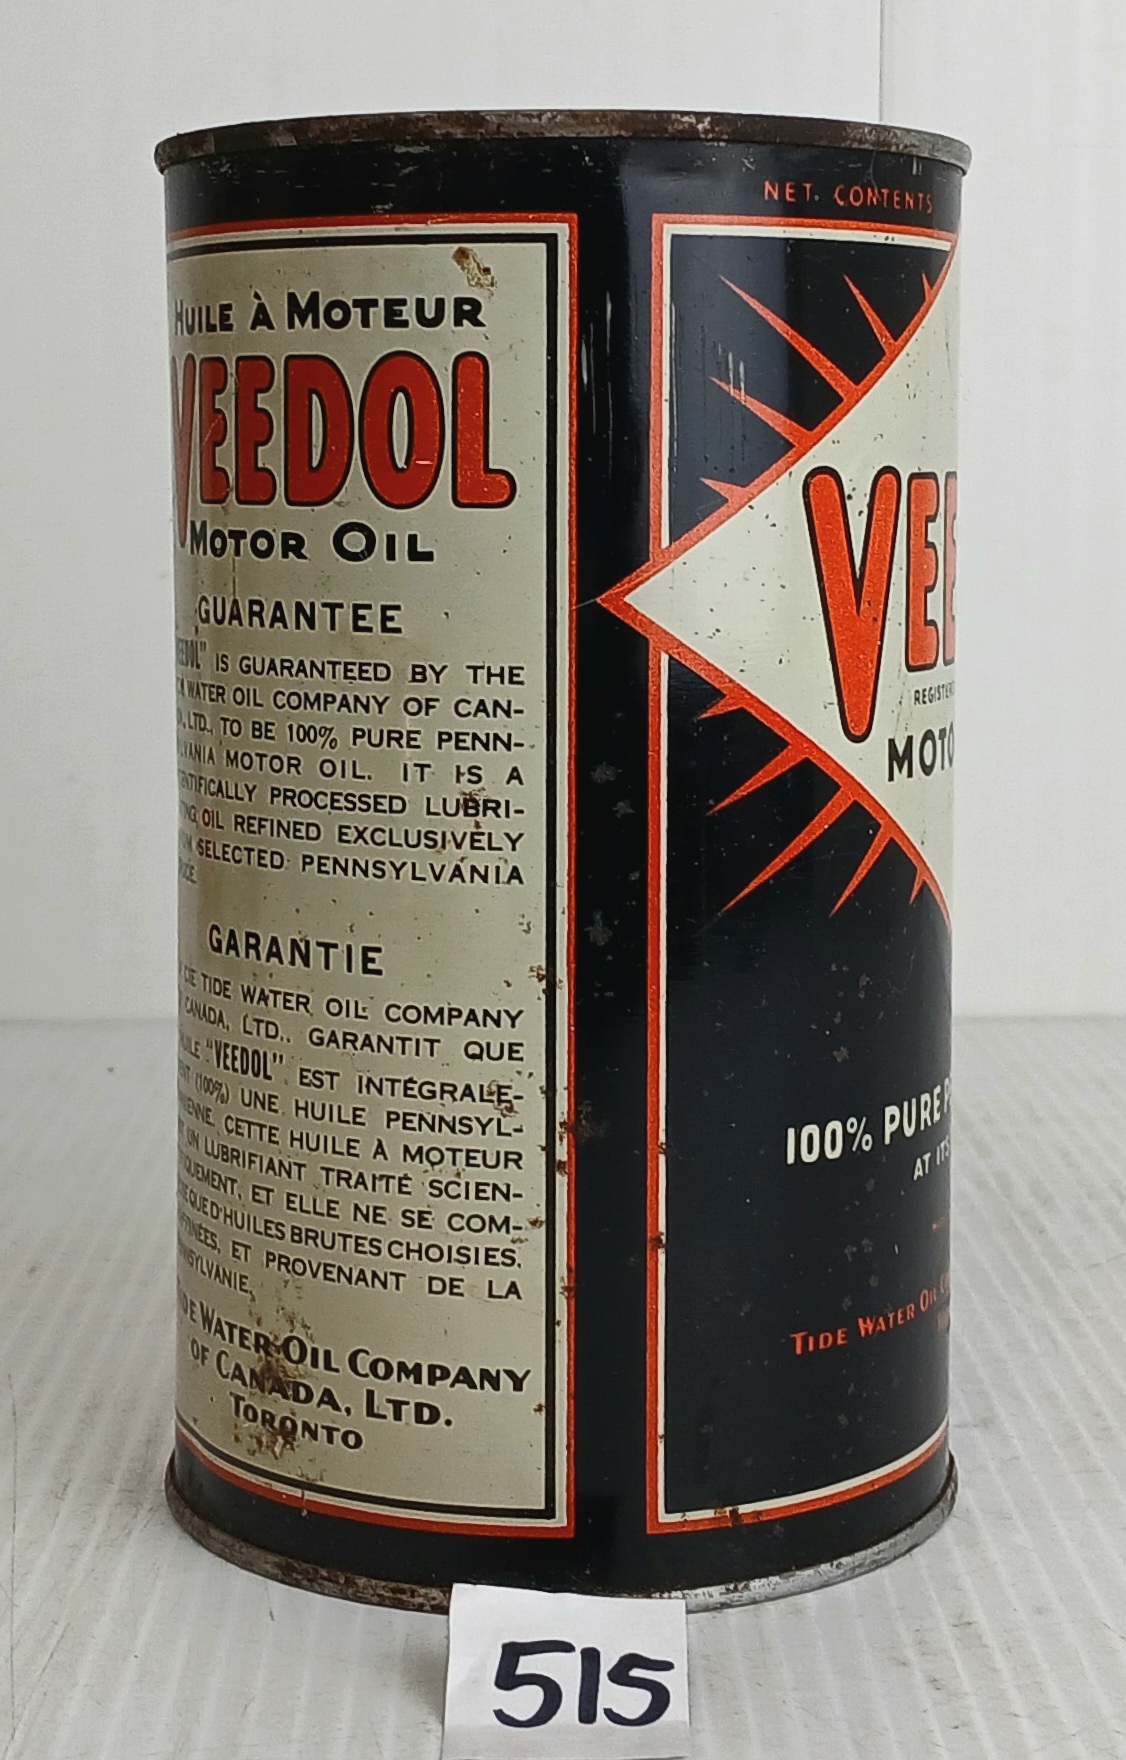 HUILE À MOTEUR
VEEDOL
MOTOR OIL
GUARANTEE
"VEEDOL" IS GUARANTEED BY THE
WATER OIL COMPANY OF CAN-
LTD., TO BE 100% PURE PENN-
MOTOR OIL. IT IS A
PROCESSED LUBRI-
OIL REFINED EXCLUSIVELY
SELECTED PENNSYLVANIA
GARANTIE
CIE TIDE WATER OIL COMPANY
CANADA, LTD., GARANTIT QUE
"VEEDOL" EST INTÉGRALE-
(100%) UNE HUILE PENNSYL-
CETTE HUILE À MOTEUR
UN LUBRIFIANT TRAITÉ SCIEN-
ET ELLE NE SE COM-
QUE D'HUILES BRUTES CHOISIES,
ET PROVENANT DE LA
TIDE WATER OIL COMPANY
OF CANADA, LTD.
TORONTO
NET. CONTENTS
VEE
REGISTER
MOTO
100% PURE P
AT ITS
TIDE WATER OIL
515